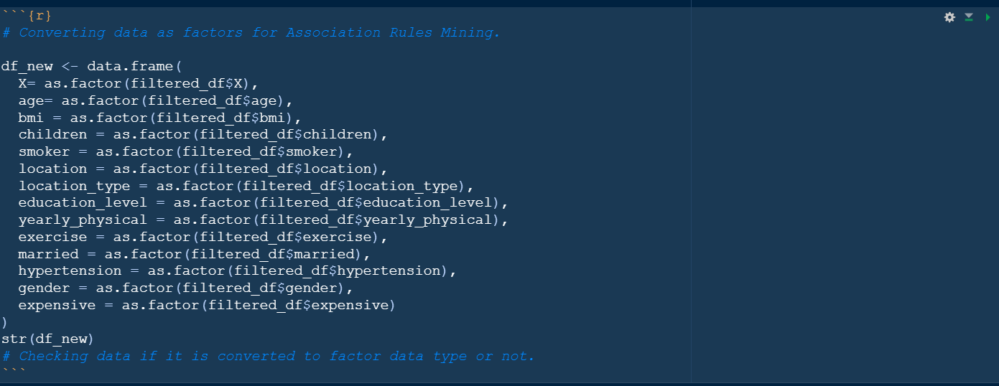 ```{r}
# Converting data as factors for Association Rules Mining.
df_new <- data.frame(
  X= as.factor(filtered_df$X),
  age= as.factor(filtered_df$age),
  bmi = as.factor(filtered_df$bmi),
  children = as.factor(filtered_df$children),
  smoker = as.factor(filtered_df$smoker),
  location = as.factor(filtered_df$location),
  location_type = as.factor(filtered_df$location_type),
  education_level = as.factor(filtered_df$education_level),
  yearly_physical = as.factor(filtered_df$yearly_physical),
  exercise = as.factor(filtered_df$exercise),
  married = as.factor(filtered_df$married),
  hypertension = as.factor(filtered_df$hypertension),
  gender = as.factor(filtered_df$gender),
  expensive = as.factor(filtered_df$expensive)
)
str(df_new)
# Checking data if it is converted to factor data type or not.
```